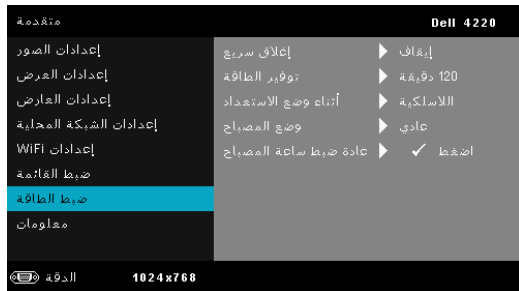 متقدمة
Dell 4220
إعدادات الصور
إعدادات العرض
إعدادات العارض
إعدادات الشبكة المحلية
إعدادات WiFi
ضبط القائمة
ضبط الطاقة
معلومات
إغلاق سريع إيقاف
توفير الطاقة 120 دقيقة
أثناء وضع الاستعداد اللاسلكية
وضع المصباح عادي
عادة ضبط ساعة المصباح ✓ اضغط
الدقة 1024x768